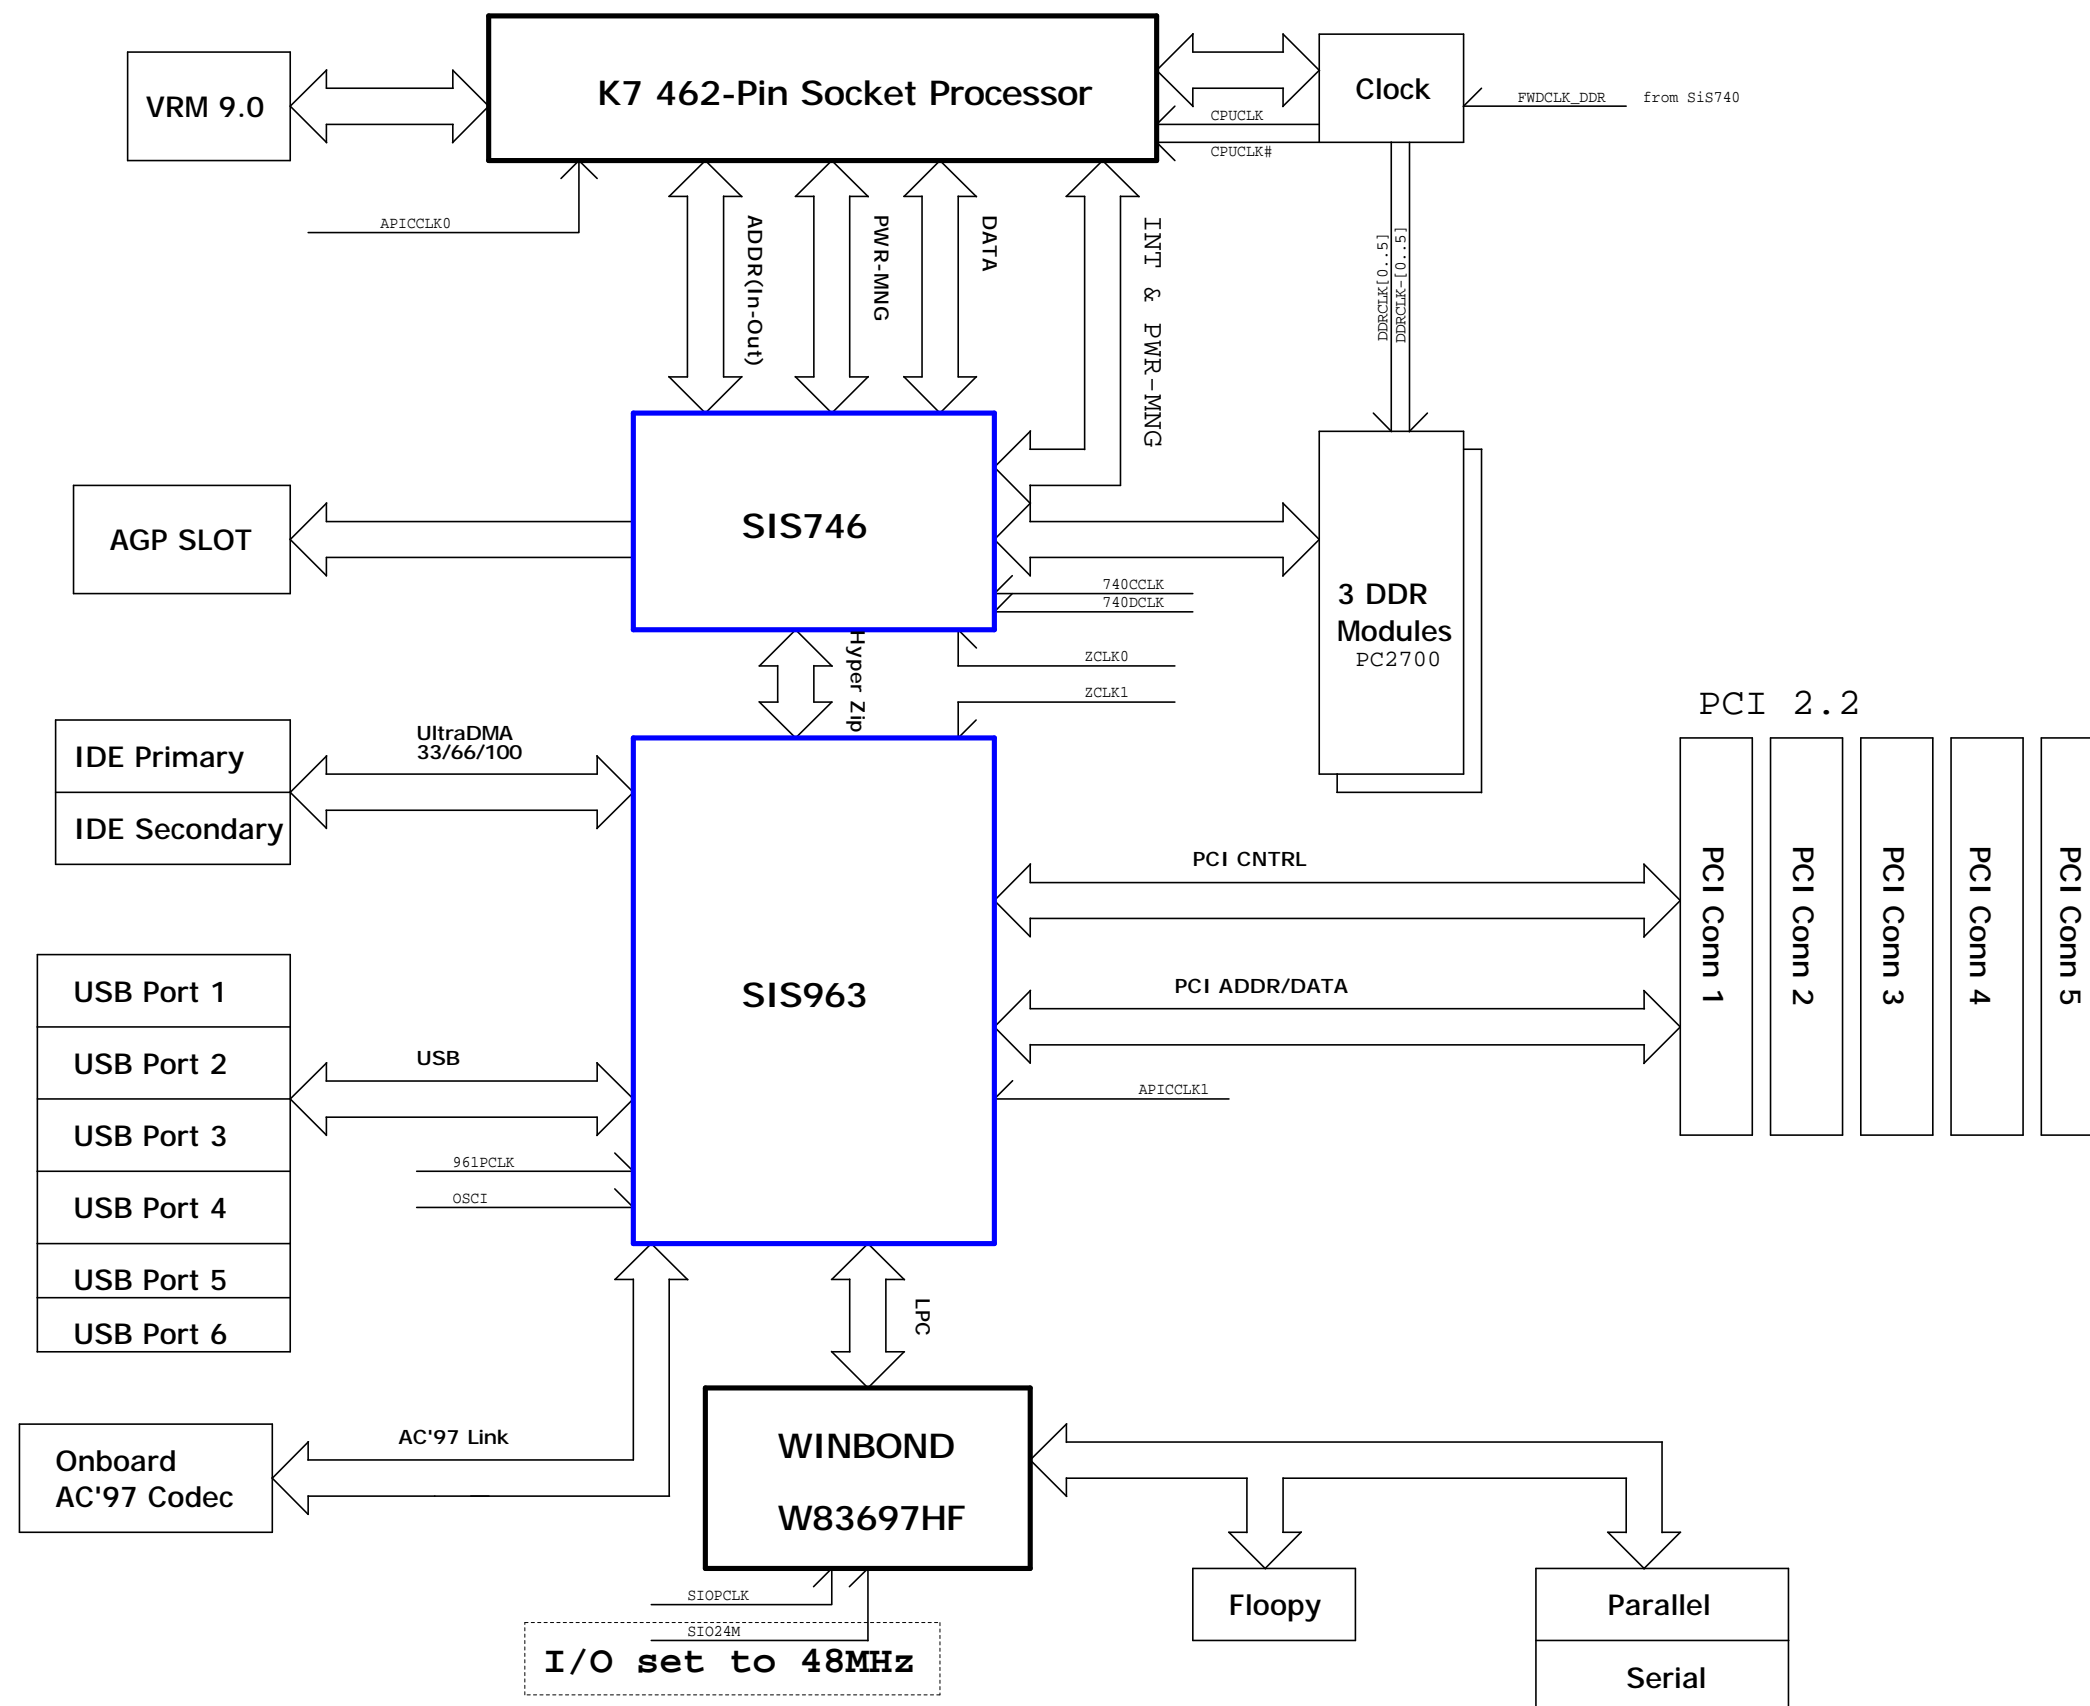 K7 462-Pin Socket Processor
VRM 9.0
Clock
FWDCLK_DDR
from SiS740
CPUCLK
CPUCLK#
APICCLK0
ADDR(In-Out)
PWR-MNG
DATA
INT & PWR-MNG
DDRCLK[0..5]
DDRCLK-[0..5]
SIS746
AGP SLOT
740CCLK
740DCLK
3 DDR
Modules
PC2700
Hyper Zip
ZCLK0
ZCLK1
PCI 2.2
IDE Primary
IDE Secondary
UltraDMA
33/66/100
PCI CNTRL
PCI Conn 1
PCI Conn 2
PCI Conn 3
PCI Conn 4
PCI Conn 5
SIS963
PCI ADDR/DATA
USB Port 1
USB Port 2
USB Port 3
USB Port 4
USB Port 5
USB Port 6
USB
APICCLK1
961PCLK
OSCI
LPC
AC'97 Link
Onboard
AC'97 Codec
WINBOND
W83697HF
SIOPCLK
SIO24M
I/O set to 48MHz
Floopy
Parallel
Serial